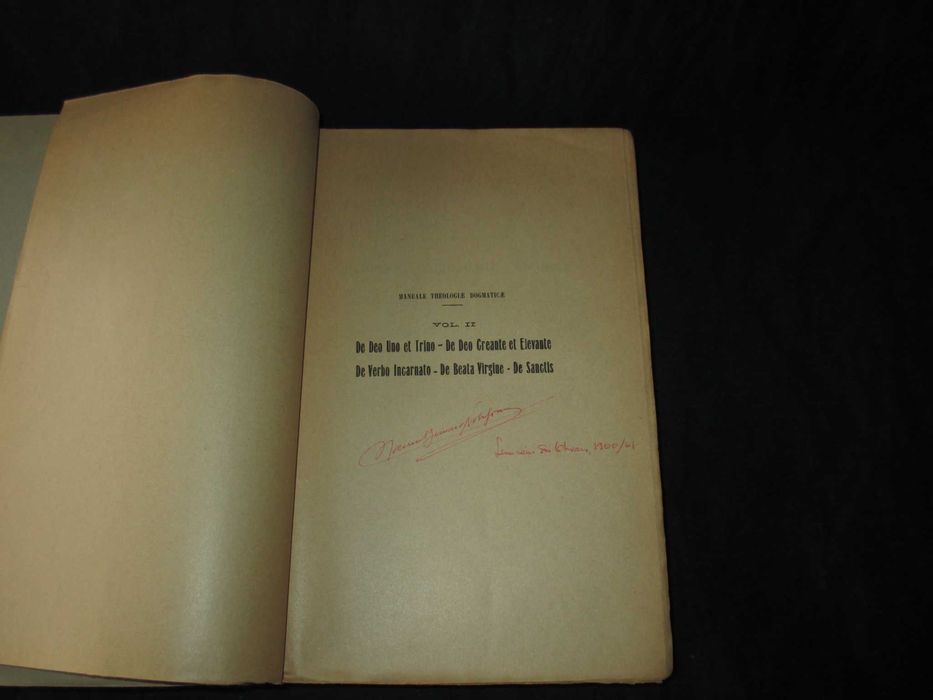 MANUALE THEOLOGIÆ DOGMATICÆ
VOL. II
De Deo Uno et Trino - De Deo Creante et Elevante
De Verbo Incarnato - De Beata Virgine - De Sanctis